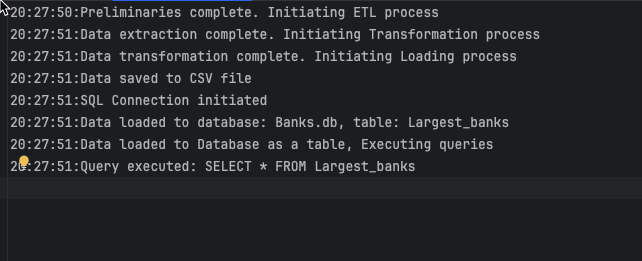 20:27:50:Preliminaries complete. Initiating ETL process
20:27:51:Data extraction complete. Initiating Transformation process
20:27:51:Data transformation complete. Initiating Loading process
20:27:51:Data saved to CSV file
20:27:51:SQL Connection initiated
20:27:51:Data loaded to database: Banks.db, table: Largest_banks
20:27:51:Data loaded to Database as a table, Executing queries
20:27:51:Query executed: SELECT * FROM Largest_banks